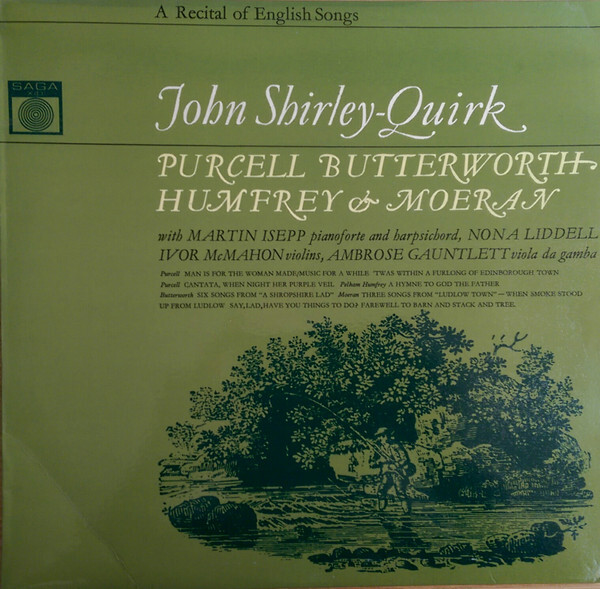 A Recital of English Songs
SAGA
John Shirley-Quirk
PURCELL BUTTERWORTH
HUMFREY & MOERAN
with MARTIN ISEPP pianoforte and harpsichord, NONA LIDDELL
IVOR McMAHON violins, AMBROSE GAUNTLETT viola da gamba
Purcell MAN IS FOR THE WOMAN MADE/MUSIC FOR A WHILE 'TWAS WITHIN A FURLONG OF EDINBOROUGH TOWN
Purcell CANTATA, WHEN NIGHT HER PURPLE VEIL Pelham Humfrey A HYMNE TO GOD THE FATHER
Butterworth SIX SONGS FROM "A SHROPSHIRE LAD" Moeran THREE SONGS FROM "LUDLOW TOWN" — WHEN SMOKE STOOD
UP FROM LUDLOW SAY, LAD, HAVE YOU THINGS TO DO? FAREWELL TO BARN AND STACK AND TREE.